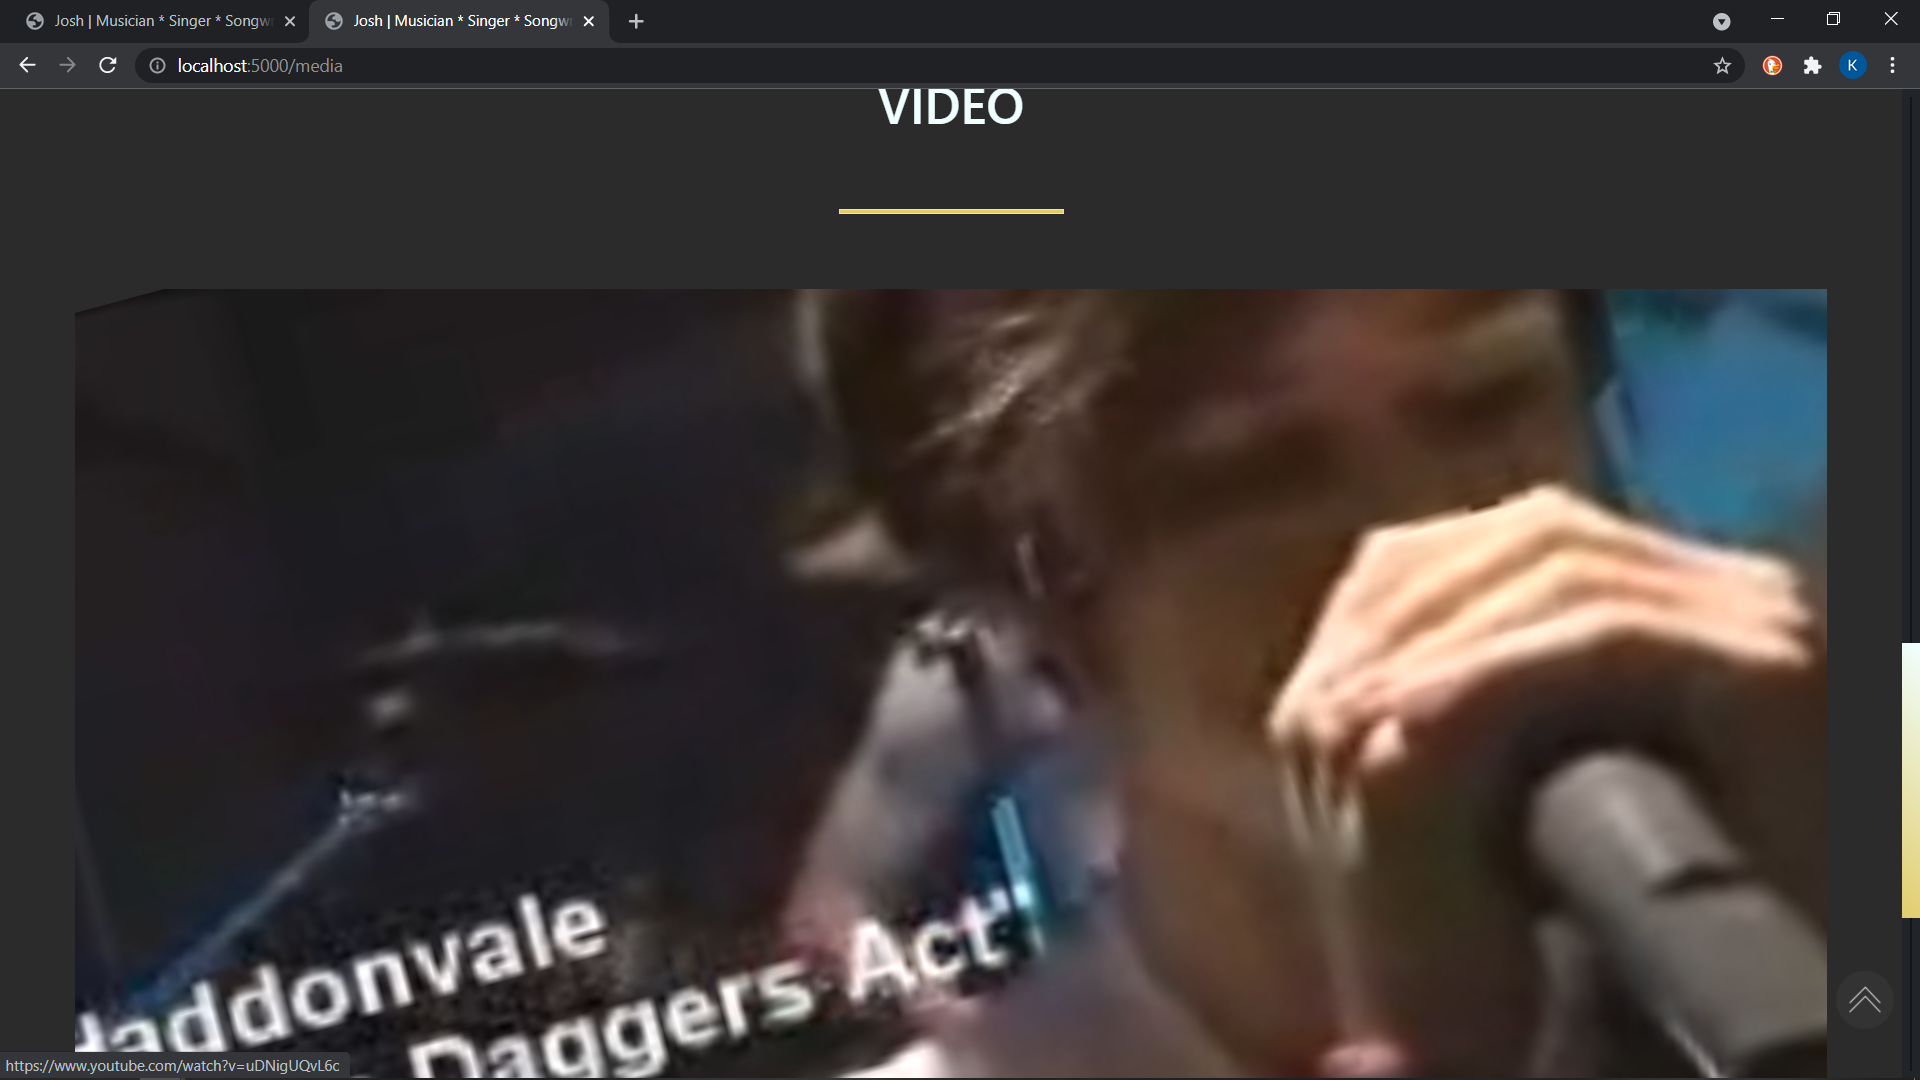 Josh | Musician * Singer * Songw
Josh | Musician * Singer * Songw
localhost:5000/media
K
VIDEO
addonvale
Daggers Act'
https://www.youtube.com/watch?v=uDNigUQvL6c